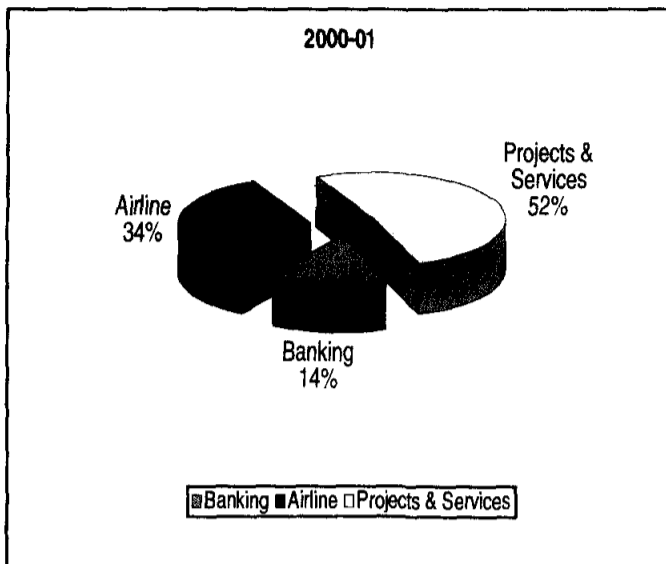 2000-01
Projects &
Services
52%
Airline
34%
Banking
14%
Banking Airline Projects & Services